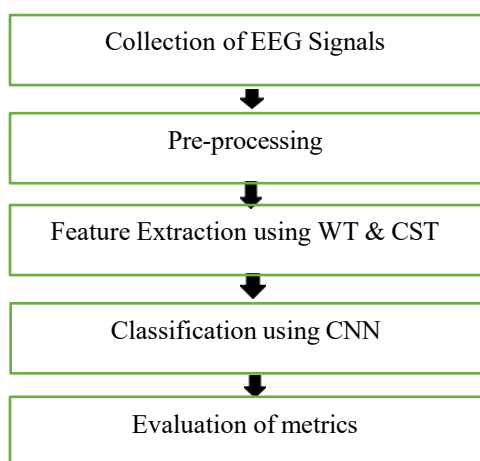 Collection of EEG Signals
Pre-processing
Feature Extraction using WT & CST
Classification using CNN
Evaluation of metrics